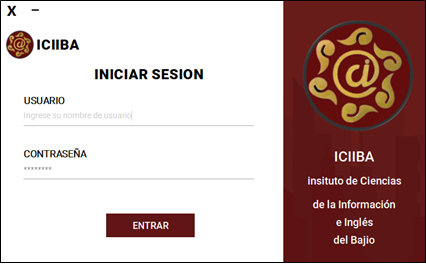 X –
ICIIBA
INICIAR SESION
USUARIO
Ingrese su nombre de usuario
CONTRASEÑA
********
ENTRAR
@i
ICIIBA
insituto de Ciencias
de la Información
e Inglés
del Bajio